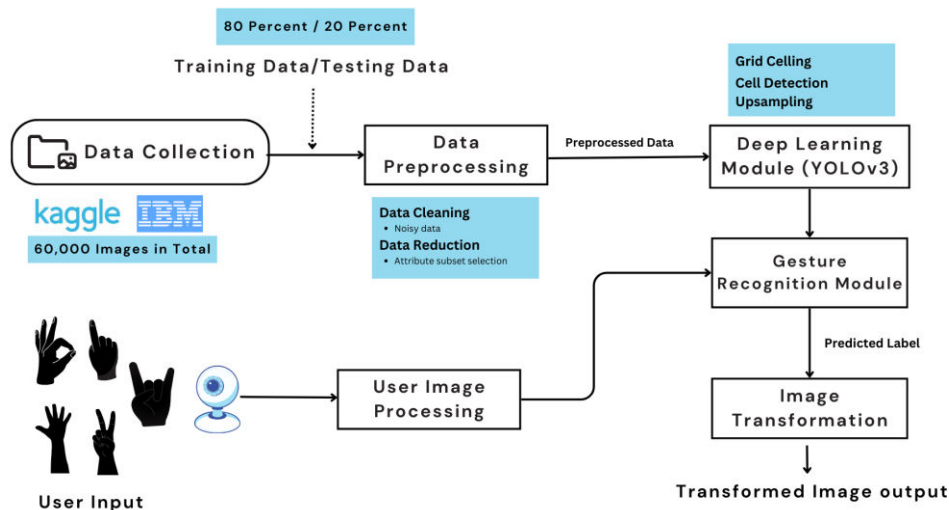 80 Percent / 20 Percent
Training Data/Testing Data
Grid Celling
Cell Detection
Upsampling
Data Collection
Data
Preprocessing
Preprocessed Data
Deep Learning
Module (YOLOv3)
kaggle IBM
60,000 Images in Total
Data Cleaning
• Noisy data
Data Reduction
• Attribute subset selection
Gesture
Recognition Module
Predicted Label
User Image
Processing
Image
Transformation
User Input
Transformed Image output